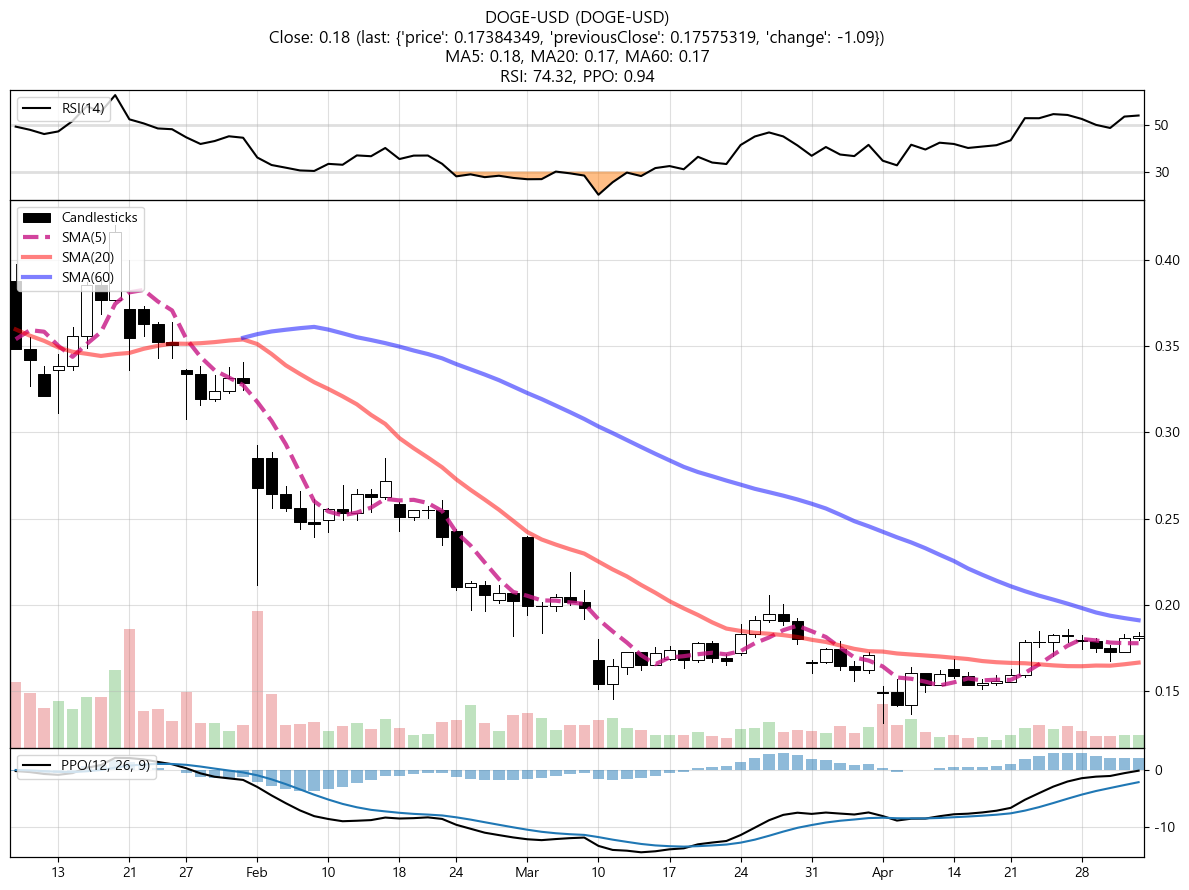 DOGE-USD (DOGE-USD)
Close: 0.18 (last: {'price': 0.17384349, 'previousClose': 0.17575319, 'change': -1.09})
MA5: 0.18, MA20: 0.17, MA60: 0.17
RSI: 74.32, PPO: 0.94
RSI(14)
50
30
Candlesticks
SMA(5)
SMA(20)
SMA(60)
0.40
0.35
0.30
0.25
0.20
0.15
PPO(12, 26, 9)
0
-10
13 21 27 Feb 10 18 24 Mar 10 17 24 31 Apr 14 21 28